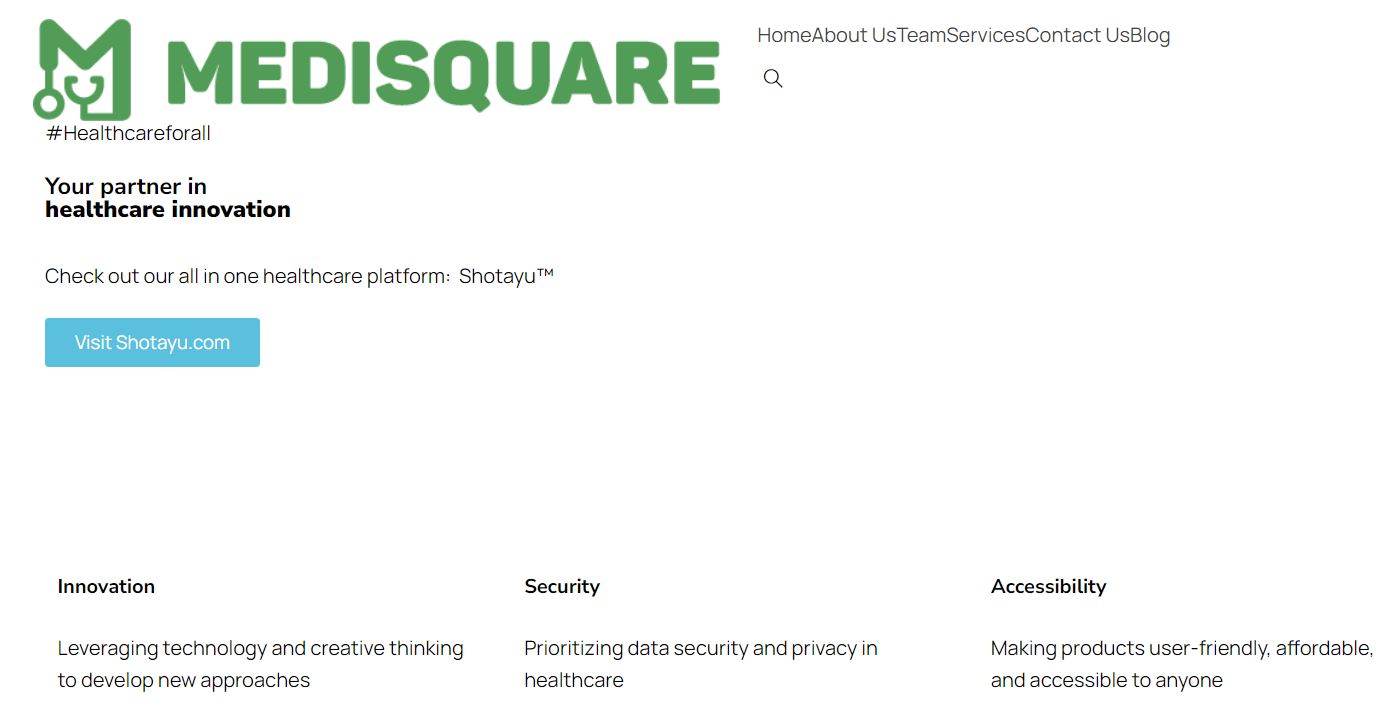 MEDISQUARE
HomeAbout UsTeamServicesContact UsBlog
#Healthcareforall
Your partner in
healthcare innovation
Check out our all in one healthcare platform:  Shotayu™
Visit Shotayu.com
Innovation
Leveraging technology and creative thinking
to develop new approaches
Security
Prioritizing data security and privacy in
healthcare
Accessibility
Making products user-friendly, affordable,
and accessible to anyone